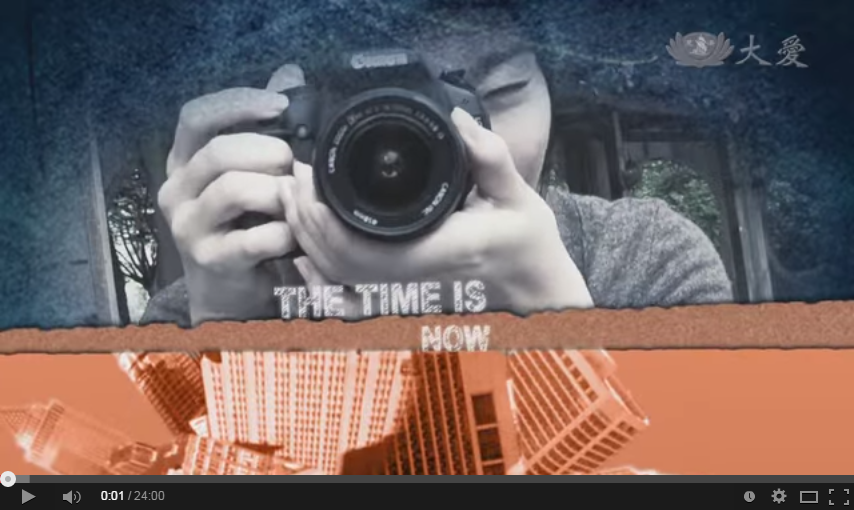 大愛
Canon
THE TIME IS
NOW
0:01 / 24:00